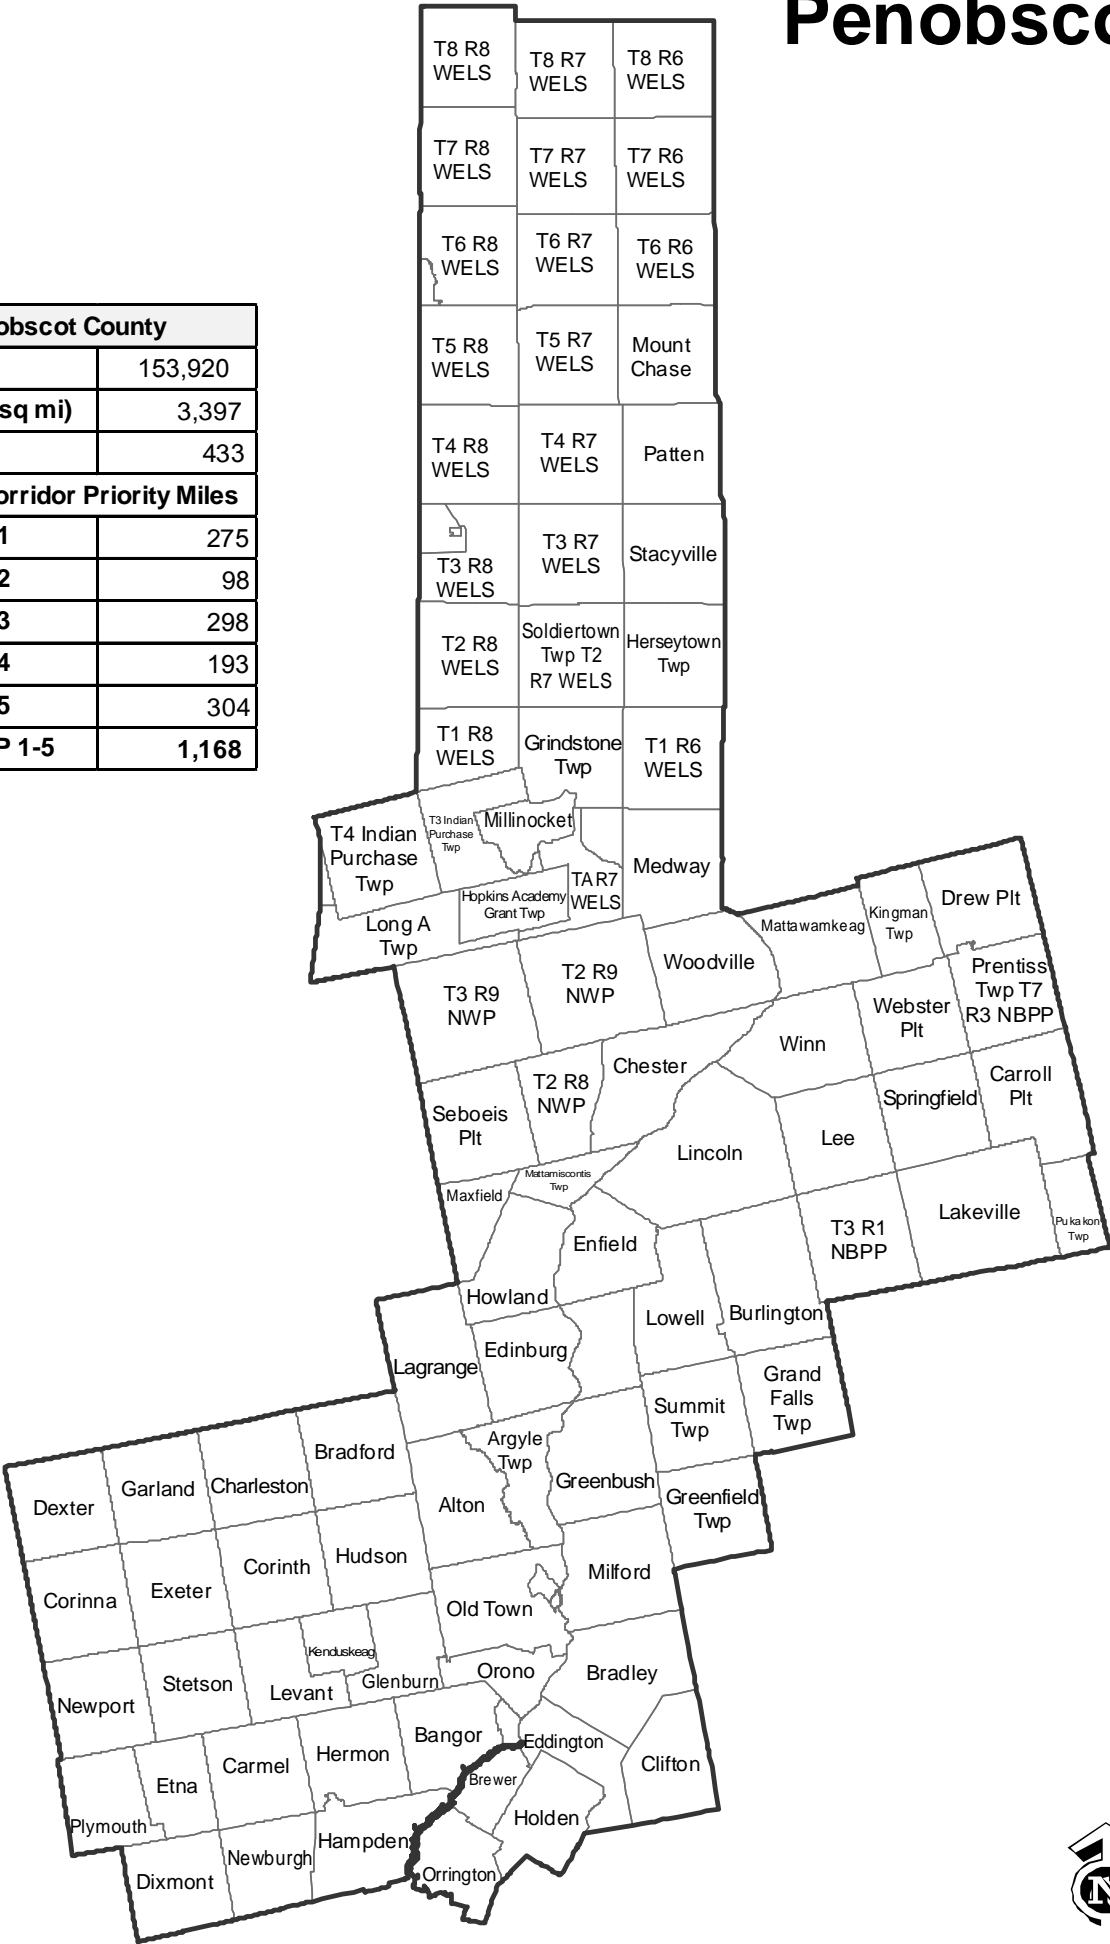 Penobsco
T8 R8
WELS
T8 R7
WELS
T8 R6
WELS
T7 R8
WELS
T7 R7
WELS
T7 R6
WELS
T6 R8
WELS
T6 R7
WELS
T6 R6
WELS
obscot County
153,920
sq mi) 3,397
433
orridor Priority Miles
1 275
2 98
3 298
4 193
5 304
P 1-5 1,168
T5 R8
WELS
T5 R7
WELS
Mount
Chase
T4 R8
WELS
T4 R7
WELS
Patten
T3 R8
WELS
T3 R7
WELS
Stacyville
T2 R8
WELS
Soldiertown
Twp T2
R7 WELS
Herseytown
Twp
T1 R8
WELS
Grindstone
Twp
T1 R6
WELS
T4 Indian
Purchase
Twp
T3 Indian
Purchase
Twp
Millinocket
TA R7
WELS
Medway
Hopkins Academy
Grant Twp
Long A
Twp
Mattawamkeag
Kingman
Twp
Drew Plt
T3 R9
NWP
T2 R9
NWP
Woodville
Webster
Plt
Prentiss
Twp T7
R3 NBPP
Winn
Chester
T2 R8
NWP
Seboeis
Plt
Springfield
Carroll
Plt
Lincoln
Lee
Mattamiscontis
Twp
Maxfield
Enfield
T3 R1
NBPP
Lakeville
Pukakon
Twp
Howland
Lowell
Burlington
Edinburg
Lagrange
Grand
Falls
Twp
Summit
Twp
Argyle
Twp
Bradford
Greenbush
Greenfield
Twp
Dexter
Garland
Charleston
Alton
Corinth
Hudson
Milford
Corinna
Exeter
Old Town
Kenduskeag
Stetson
Levant
Glenburn
Orono
Bradley
Newport
Bangor
Eddington
Hermon
Carmel
Etna
Clifton
Brewer
Holden
Plymouth
Hampden
Newburgh
Orrington
Dixmont
N